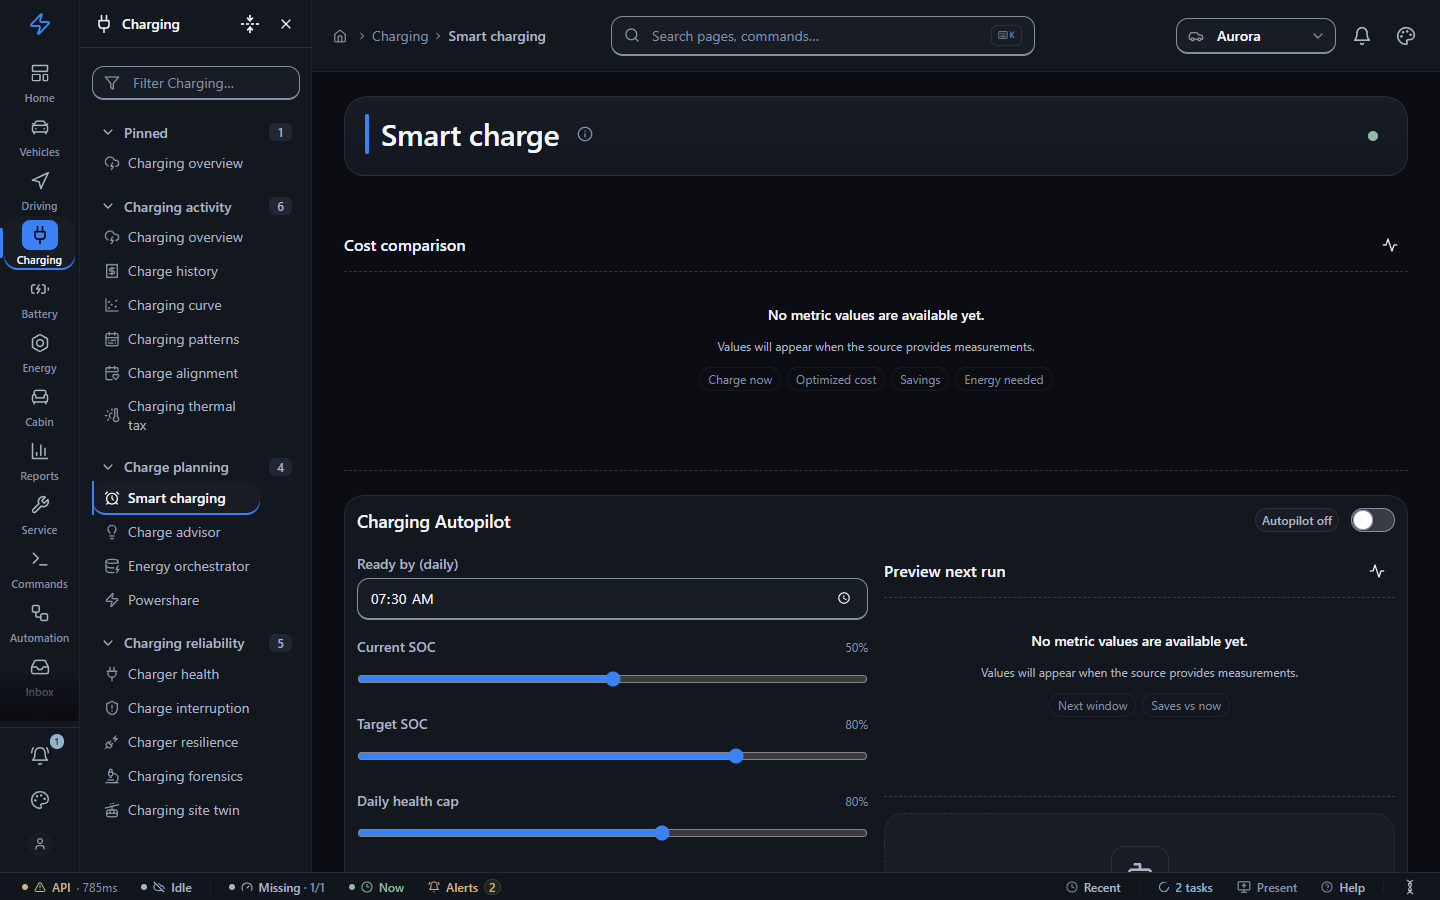 Home
Vehicles
Driving
Charging
Battery
Energy
Cabin
Reports
Service
Commands
Automation
Inbox
1
Charging
Filter Charging...
Pinned 1
Charging overview
Charging activity 6
Charging overview
Charge history
Charging curve
Charging patterns
Charge alignment
Charging thermal
tax
Charge planning 4
Smart charging
Charge advisor
Energy orchestrator
Powershare
Charging reliability 5
Charger health
Charge interruption
Charger resilience
Charging forensics
Charging site twin
Charging > Smart charging
Search pages, commands... K
Aurora
Smart charge
Cost comparison
No metric values are available yet.
Values will appear when the source provides measurements.
Charge now Optimized cost Savings Energy needed
Charging Autopilot
Autopilot off
Ready by (daily)
07:30 AM
Current SOC 50%
Target SOC 80%
Daily health cap 80%
Preview next run
No metric values are available yet.
Values will appear when the source provides measurements.
Next window Saves vs now
API · 785ms Idle Missing · 1/1 Now Alerts 2 Recent 2 tasks Present Help